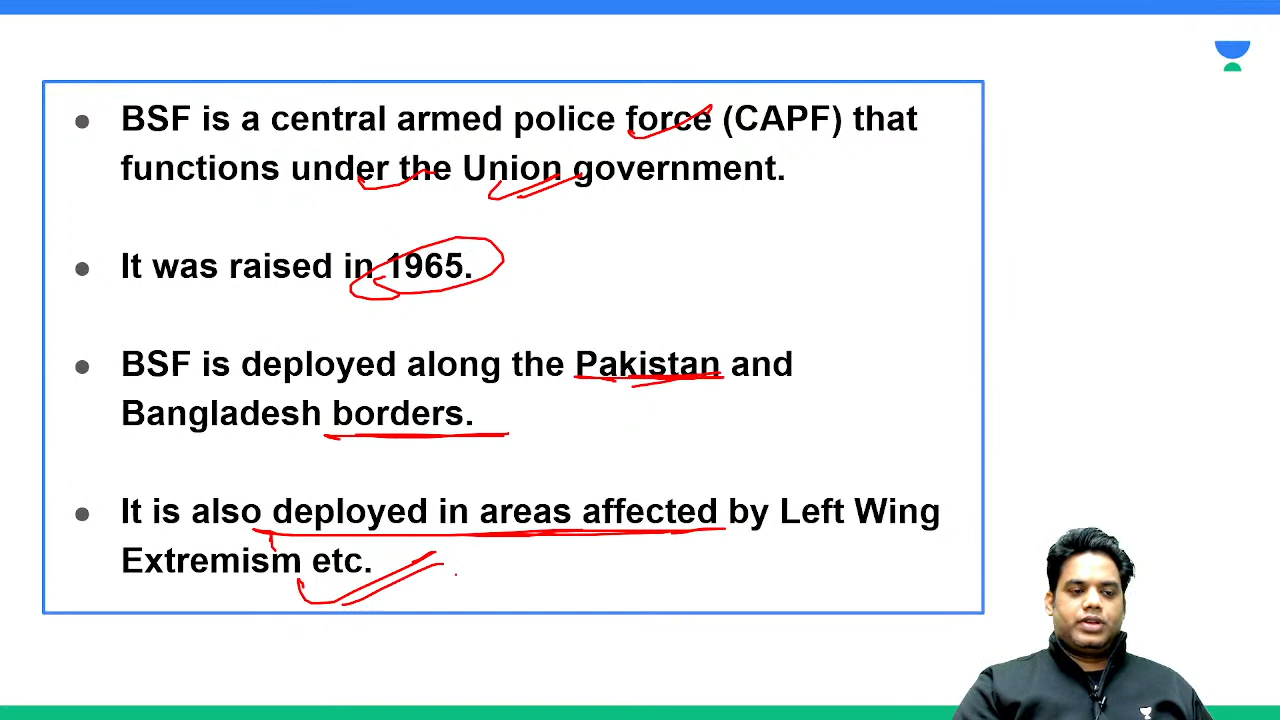 ● BSF is a central armed police force (CAPF) that
functions under the Union government.
● It was raised in 1965.
● BSF is deployed along the Pakistan and
Bangladesh borders.
● It is also deployed in areas affected by Left Wing
Extremism etc.